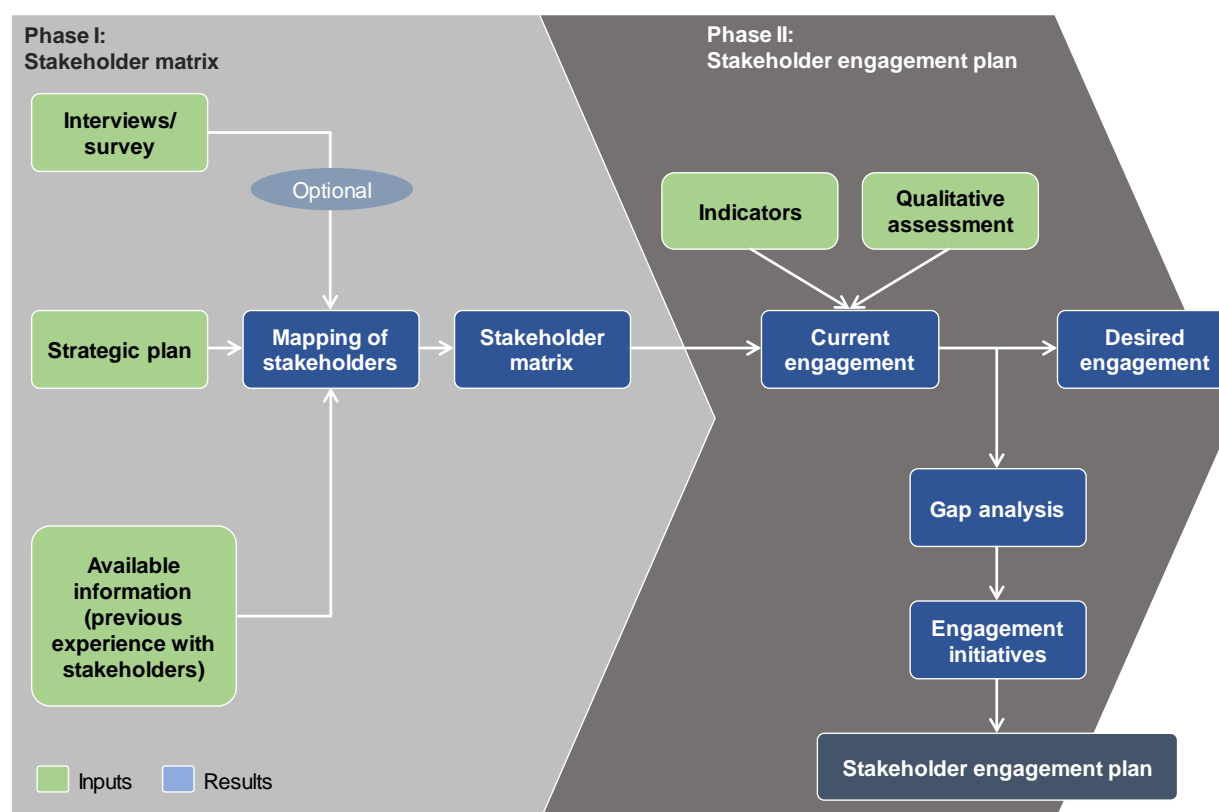 Phase I:
Stakeholder matrix
Phase II:
Stakeholder engagement plan
Interviews/
survey
Optional
Indicators
Qualitative
assessment
Strategic plan
Mapping of
stakeholders
Stakeholder
matrix
Current
engagement
Desired
engagement
Gap analysis
Available
information
(previous
experience with
stakeholders)
Engagement
initiatives
Stakeholder engagement plan
Inputs
Results